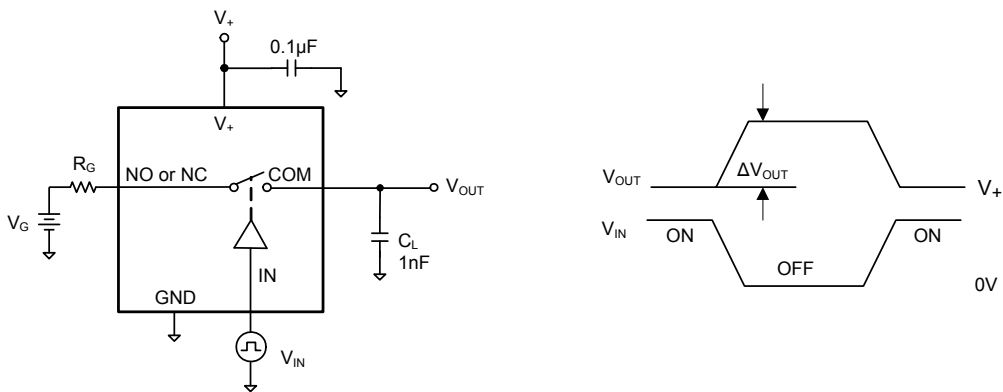 V+
0.1µF
V+
RG
NO or NC
COM
VOUT
VG
CL
1nF
IN
GND
VIN
VOUT
ΔVOUT
V+
VIN
ON
OFF
ON
0V